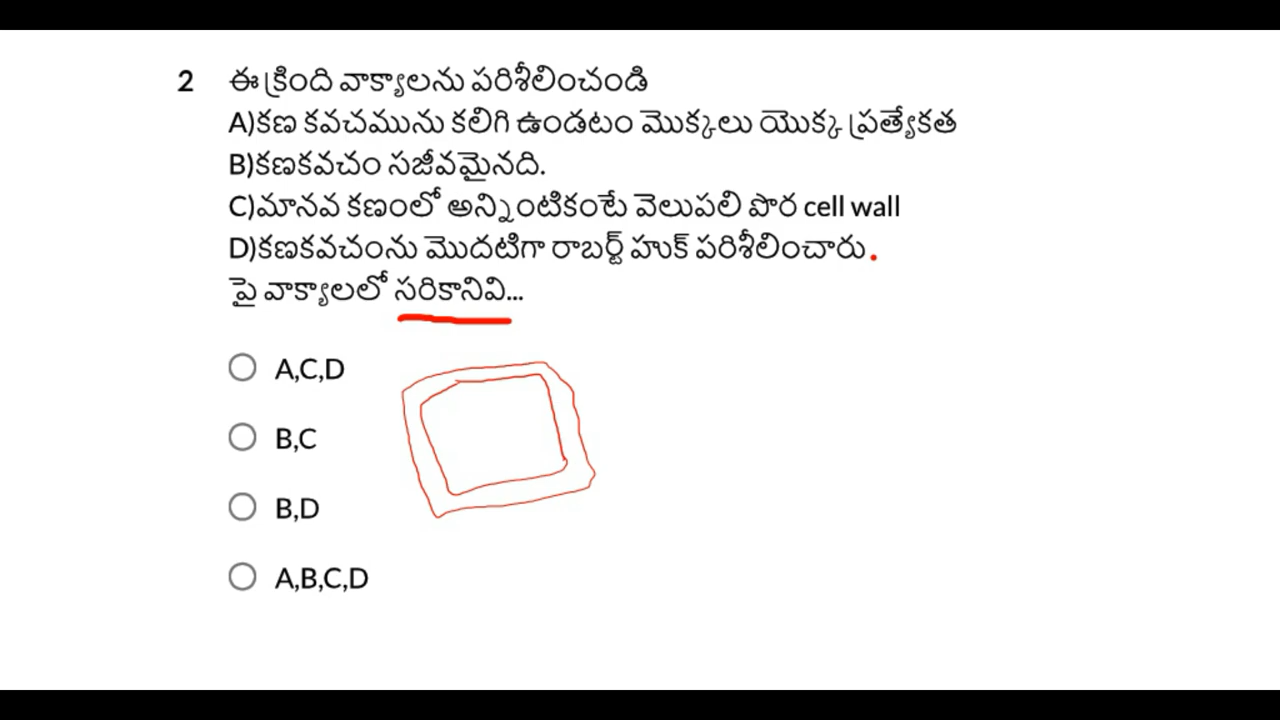 2 ఈ క్రింది వాక్యాలను పరిశీలించండి
A)కణ కవచమును కలిగి ఉండటం మొక్కలు యొక్క ప్రత్యేకత
B)కణకవచం సజీవమైనది.
C)మానవ కణంలో అన్నింటికంటే వెలుపలి పొర cell wall
D)కణకవచంను మొదటిగా రాబర్ట్ హుక్ పరిశీలించారు.
పై వాక్యాలలో సరికానివి...
A,C,D
B,C
B,D
A,B,C,D